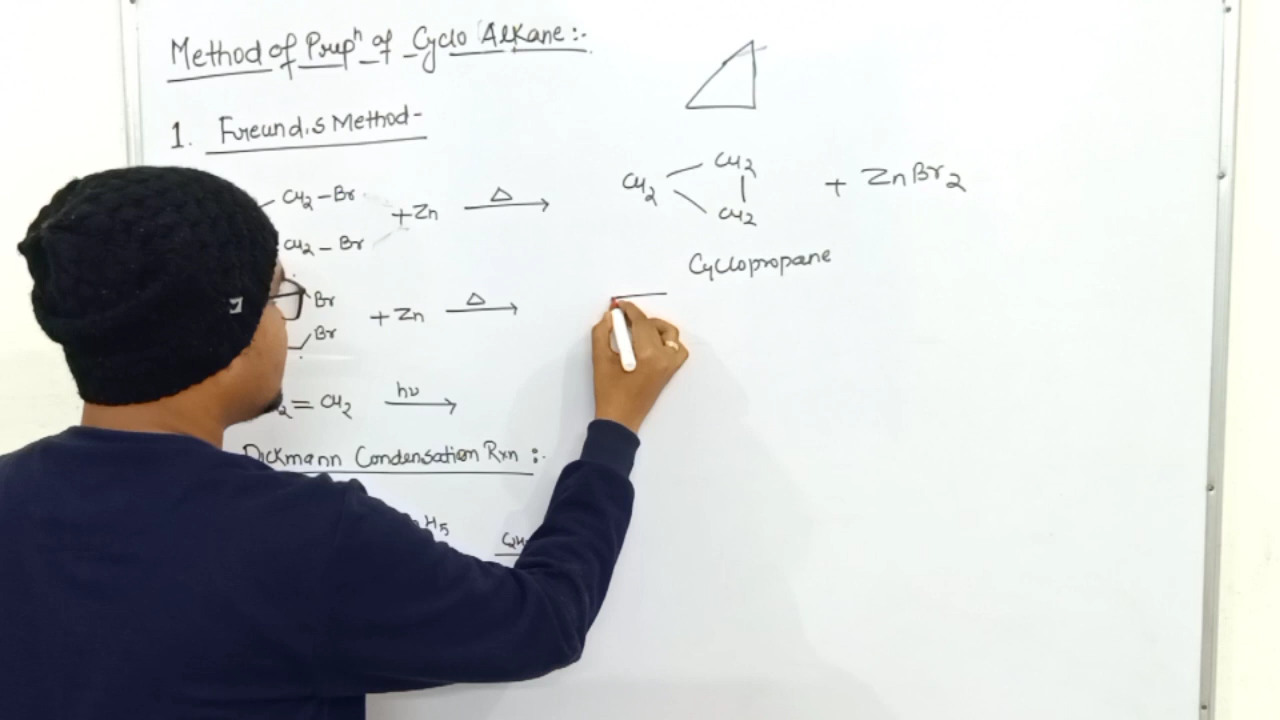 Method of Prepⁿ of Cyclo Alkane :-
1. Freund,s Method-
CH₂-Br
+Zn △ CH₂ CH₂ + ZnBr₂
CH₂-Br CH₂
Cyclopropane
Br
+Zn △
Br
= CH₂ hν
Dickmann Condensation Rxn :-
H₅